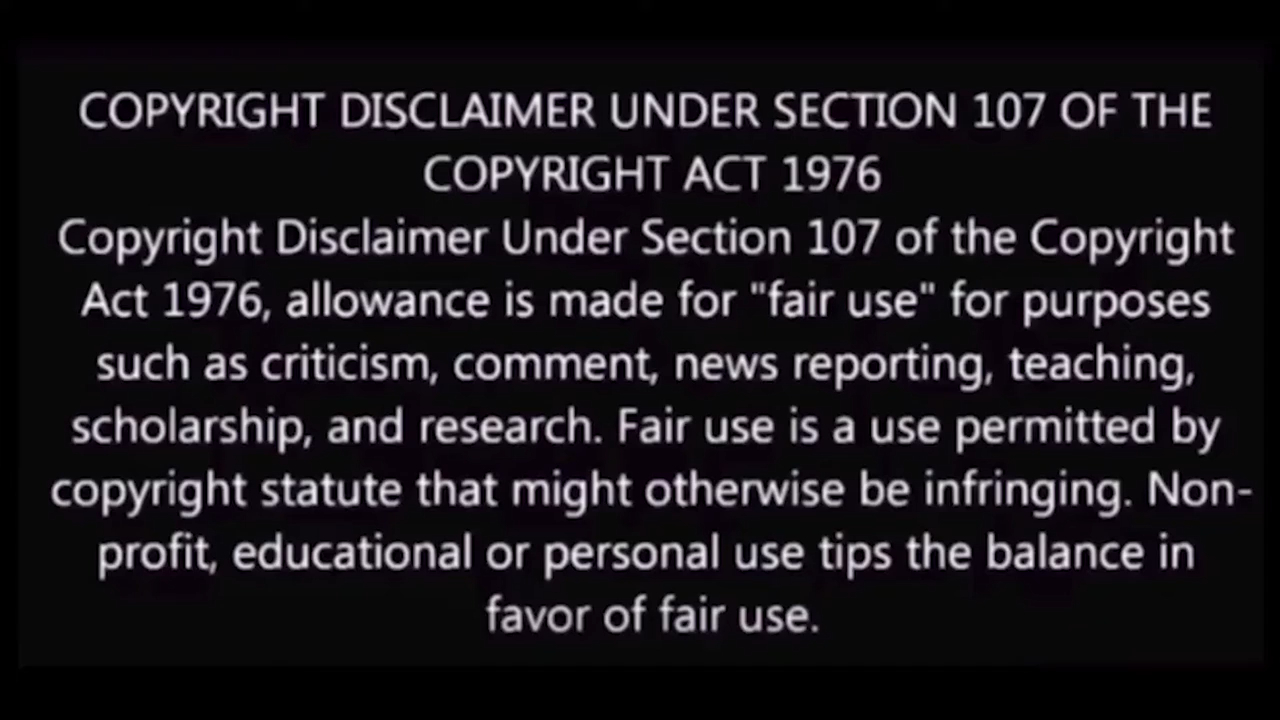 COPYRIGHT DISCLAIMER UNDER SECTION 107 OF THE
COPYRIGHT ACT 1976
Copyright Disclaimer Under Section 107 of the Copyright
Act 1976, allowance is made for "fair use" for purposes
such as criticism, comment, news reporting, teaching,
scholarship, and research. Fair use is a use permitted by
copyright statute that might otherwise be infringing. Non-
profit, educational or personal use tips the balance in
favor of fair use.